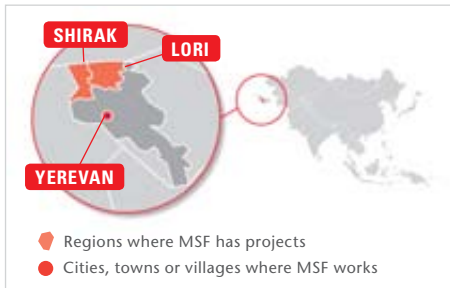 SHIRAK
LORI
YEREVAN
Regions where MSF has projects
Cities, towns or villages where MSF works